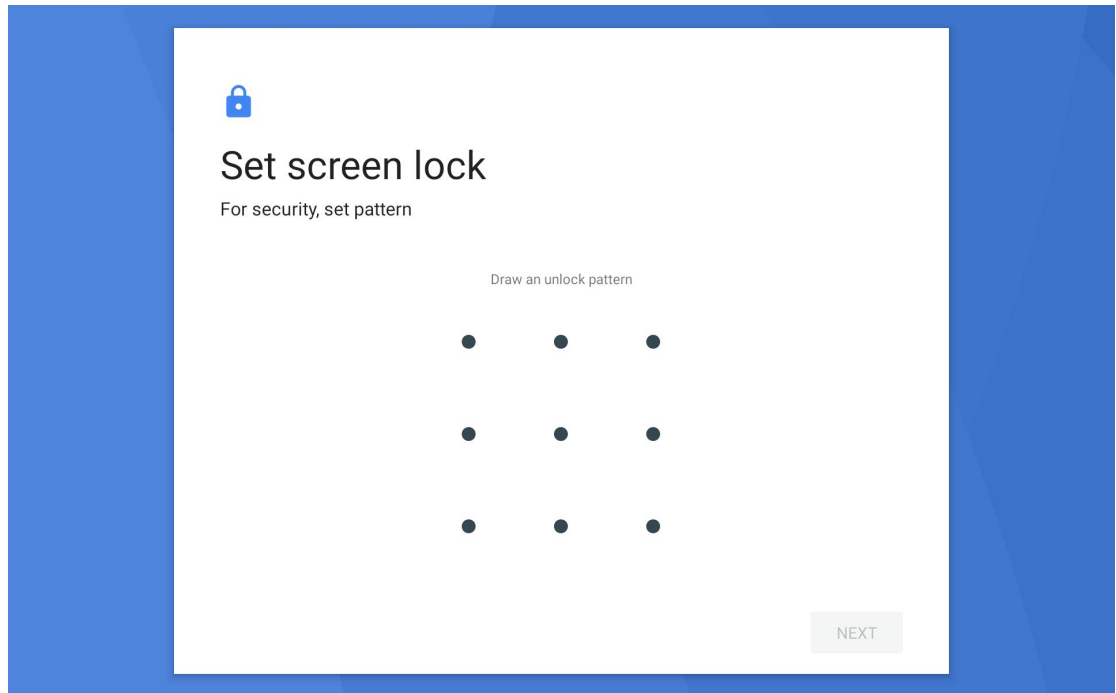 Set screen lock
For security, set pattern
Draw an unlock pattern
NEXT